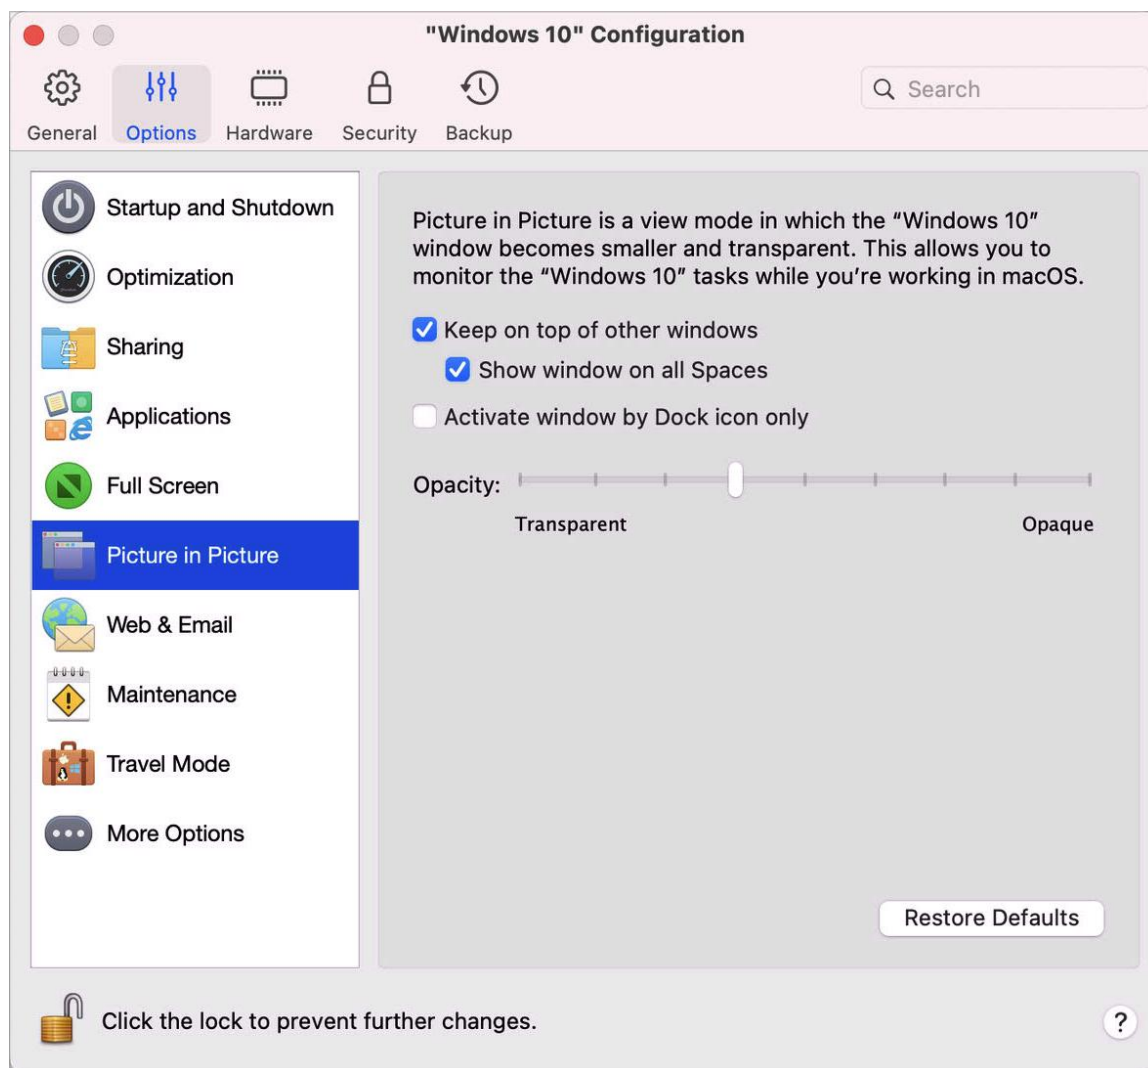 "Windows 10" Configuration
General
Options
Hardware
Security
Backup
Search
Startup and Shutdown
Optimization
Sharing
Applications
Full Screen
Picture in Picture
Web & Email
Maintenance
Travel Mode
More Options
Picture in Picture is a view mode in which the “Windows 10”
window becomes smaller and transparent. This allows you to
monitor the “Windows 10” tasks while you’re working in macOS.
Keep on top of other windows
Show window on all Spaces
Activate window by Dock icon only
Opacity:
Transparent
Opaque
Restore Defaults
Click the lock to prevent further changes.
?